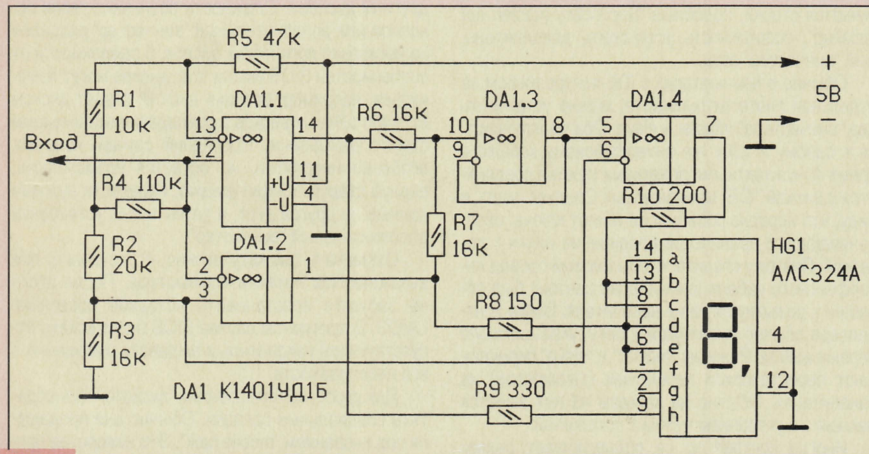 R5 47к
DA1.1
R6 16к
DA1.3
DA1.4
+
5В
−
R1
10к
13
12
▷∞
14
10
9
▷∞
8
5
6
▷∞
7
Вход
11
4
+U
−U
R4 110к
R10 200
R7
16к
HG1
АЛС324А
R2
20к
DA1.2
2
3
▷∞
1
14
13
8
7
6
1
2
9
a
b
c
d
e
f
g
h
R8 150
4
12
R3
16к
DA1 К1401УД1Б
R9 330